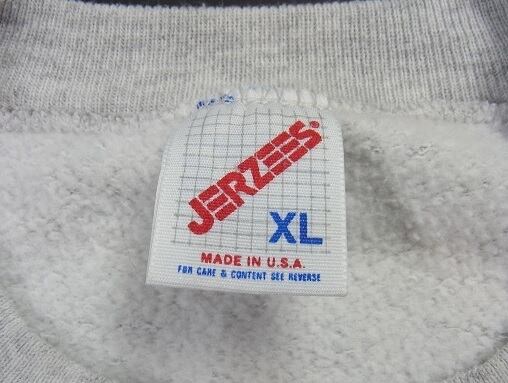 JERZEES®
XL
MADE IN U.S.A.
FOR CARE & CONTENT SEE REVERSE